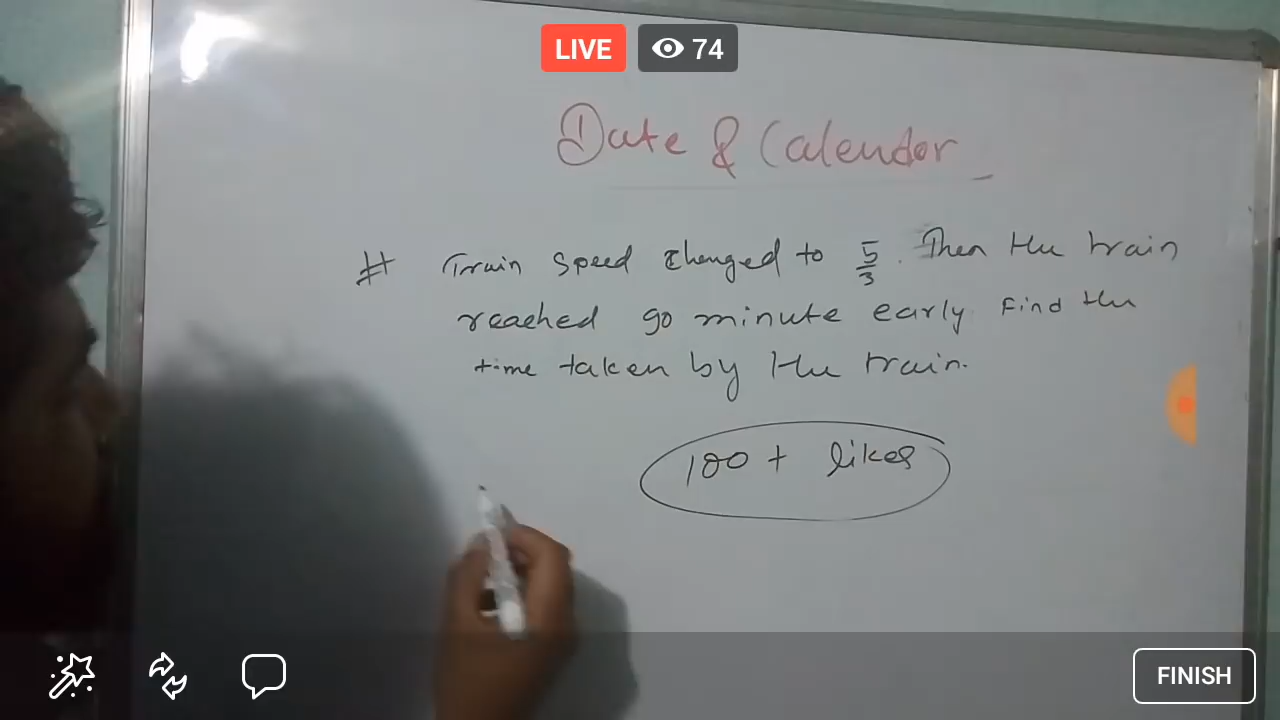 LIVE 74
Date & Calendor
# Train speed changed to 5/3. Then the train
reached 90 minute early find the
time taken by the train.
100 + likes
FINISH